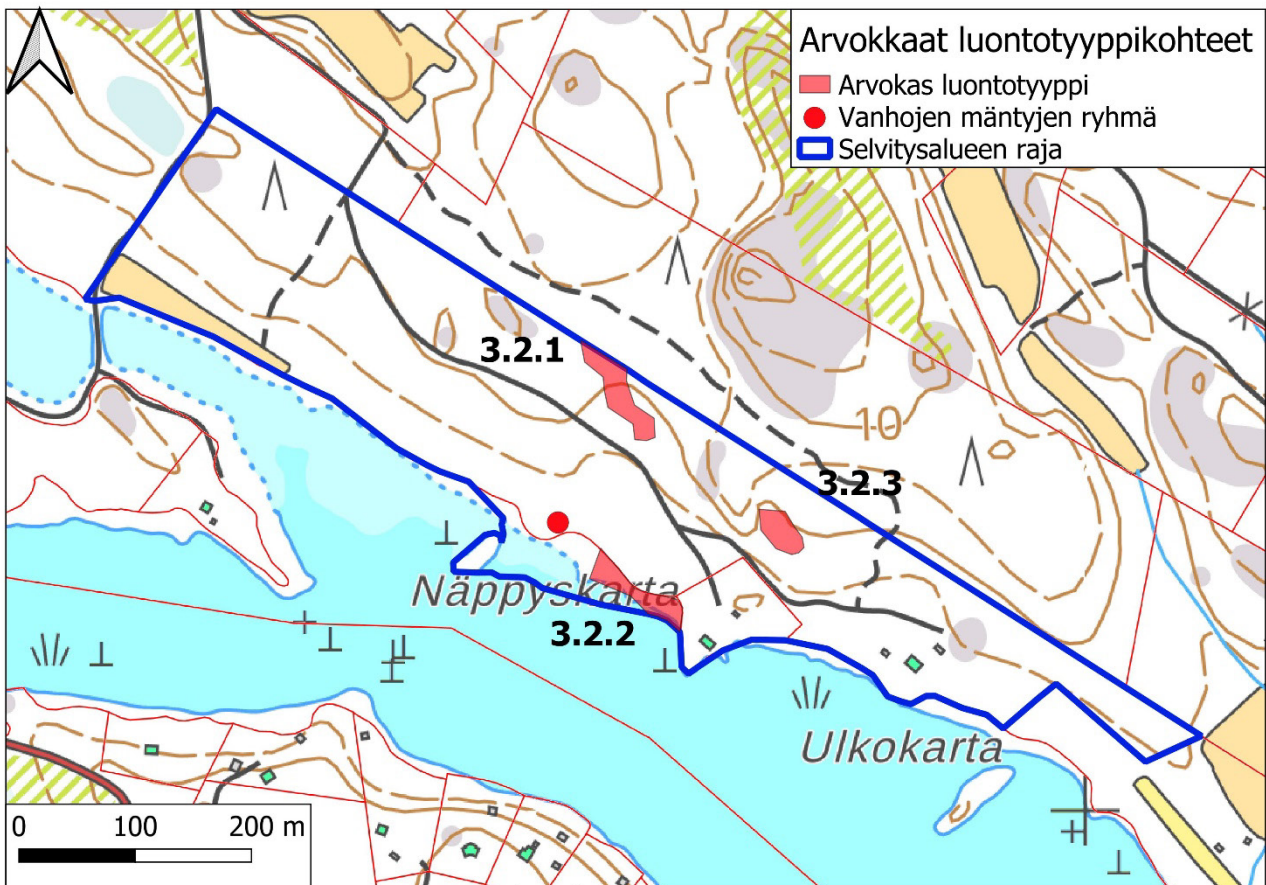 Arvokkaat luontotyyppikohteet
Arvokas luontotyyppi
Vanhojen mäntyjen ryhmä
Selvitysalueen raja
3.2.1
10
3.2.3
Näppyskarta
3.2.2
Ulkokarta
0 100 200 m